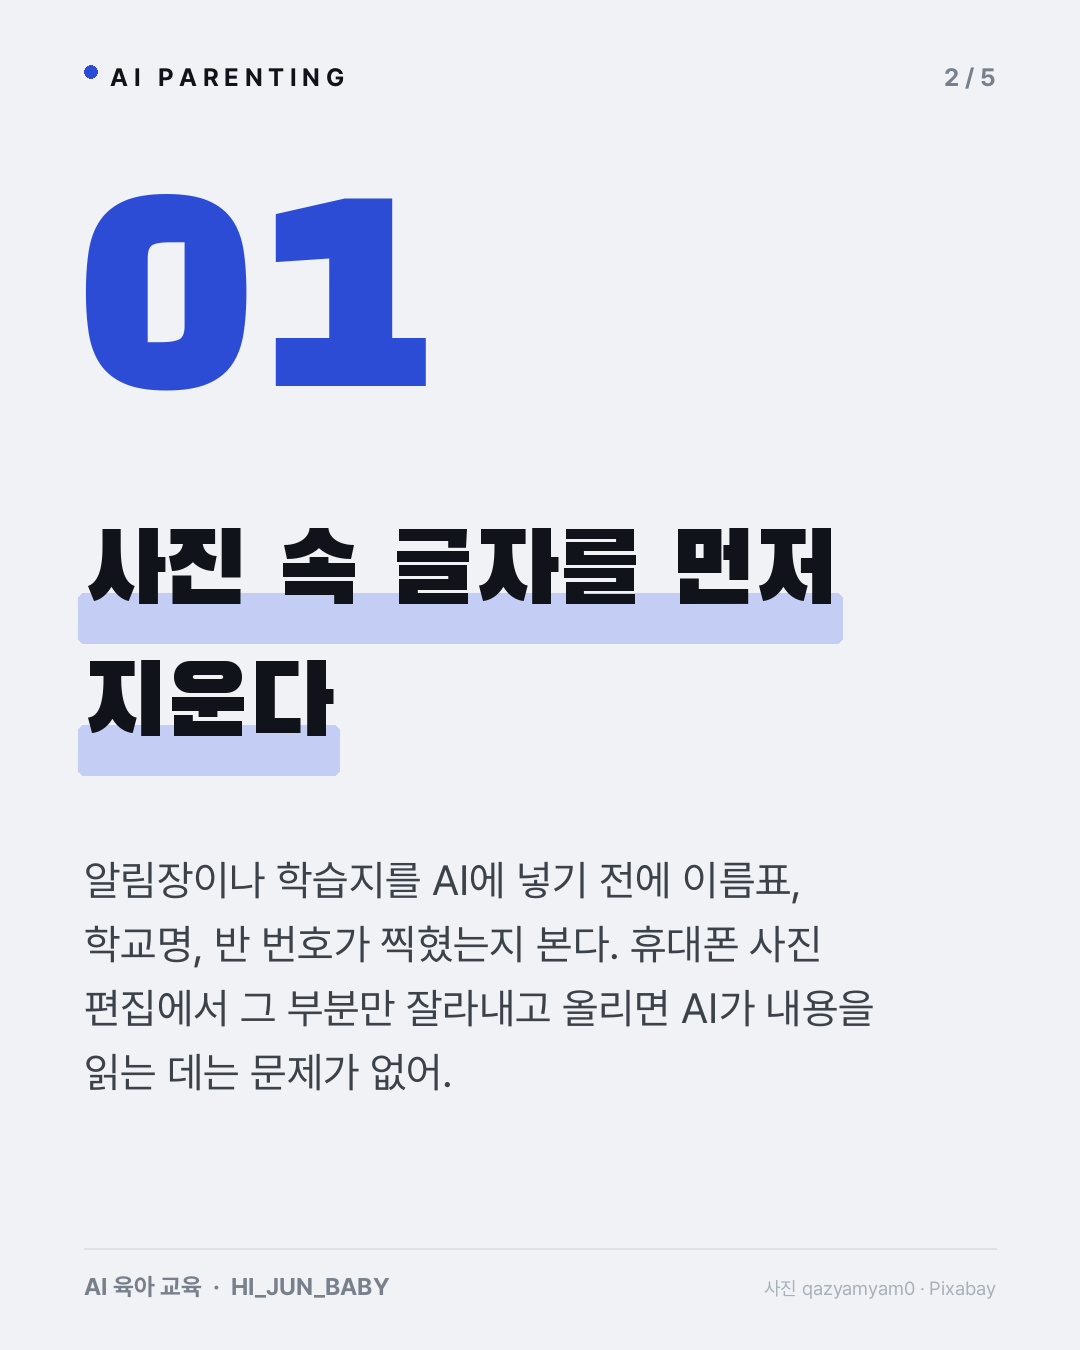 AI PARENTING
2 / 5
01
사진 속 글자를 먼저
지운다
알림장이나 학습지를 AI에 넣기 전에 이름표,
학교명, 반 번호가 찍혔는지 본다. 휴대폰 사진
편집에서 그 부분만 잘라내고 올리면 AI가 내용을
읽는 데는 문제가 없어.
AI 육아 교육 · HI_JUN_BABY
사진 qazyamyam0 · Pixabay